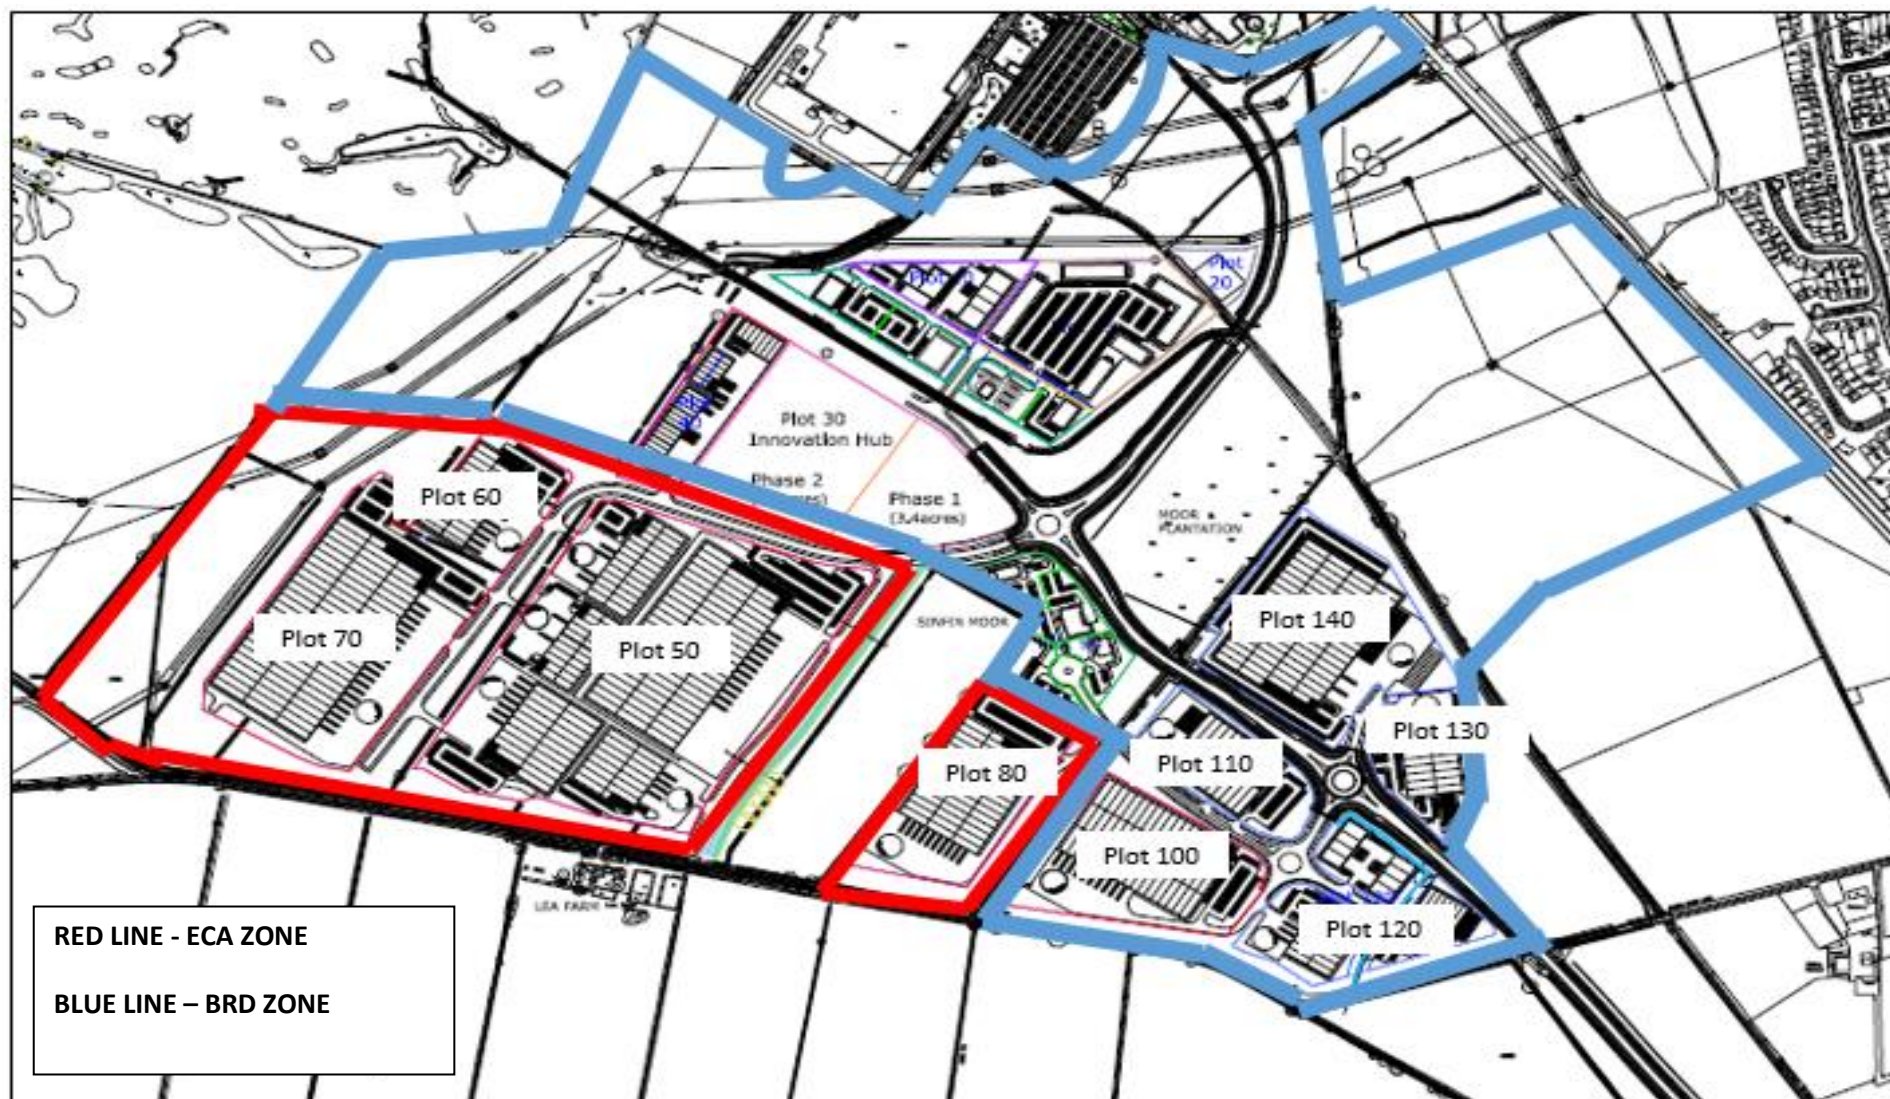 Plot
20
Plot 30
Innovation Hub
Phase 2
Phase 1
(3.4acres)
MOOR
PLANTATION
Plot 60
Plot 70
Plot 50
SINFIN MOOR
Plot 140
Plot 130
Plot 110
Plot 80
Plot 100
Plot 120
LEA FARM
RED LINE - ECA ZONE
BLUE LINE – BRD ZONE